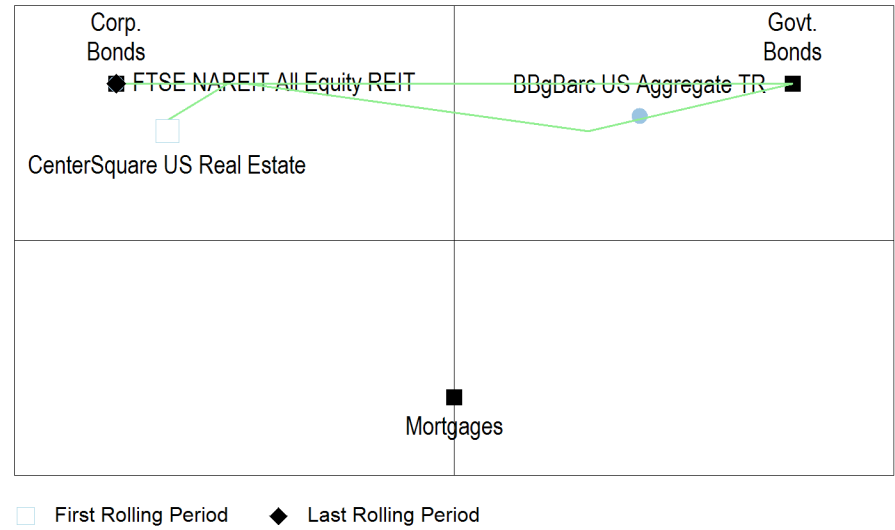 Corp.
Bonds
Govt.
Bonds
FTSE NAREIT All Equity REIT
BBgBarc US Aggregate TR
CenterSquare US Real Estate
Mortgages
First Rolling Period
Last Rolling Period